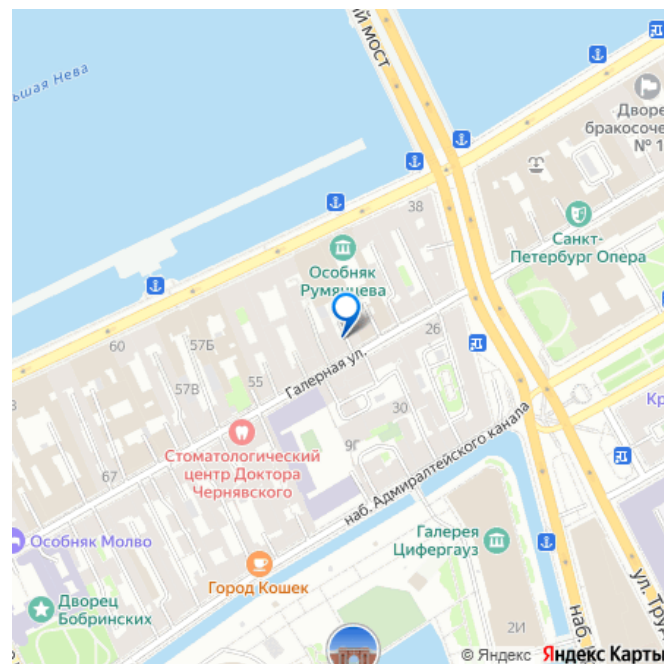 ый мост
льшая Нева
Дворе
бракосоче
№ 1
38
Санкт-
Петербург Опера
Особняк
Румянцева
26
60
57Б
Галерная ул.
57В
55
Кр
30
9Г
Стоматологический
центр Доктора
Чернявского
67
наб. Адмиралтейского канала
Особняк Молво
Галерея
Цифергауз
Город Кошек
Дворец
Бобринских
2И
наб.
ул. Тру
© Яндекс Яндекс Карты